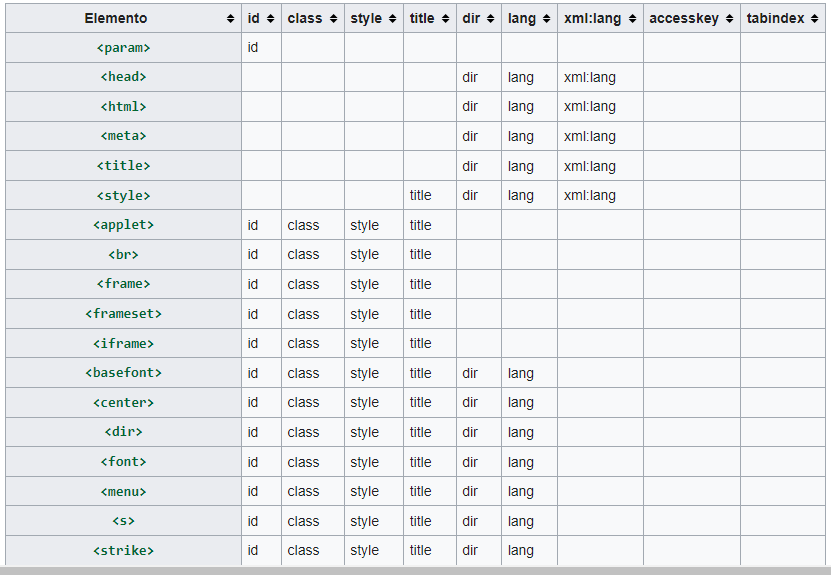 Elemento id class style title dir lang xml:lang accesskey tabindex
<param> id
<head> dir lang xml:lang
<html> dir lang xml:lang
<meta> dir lang xml:lang
<title> dir lang xml:lang
<style> title dir lang xml:lang
<applet> id class style title
<br> id class style title
<frame> id class style title
<frameset> id class style title
<iframe> id class style title
<basefont> id class style title dir lang
<center> id class style title dir lang
<dir> id class style title dir lang
<font> id class style title dir lang
<menu> id class style title dir lang
<s> id class style title dir lang
<strike> id class style title dir lang